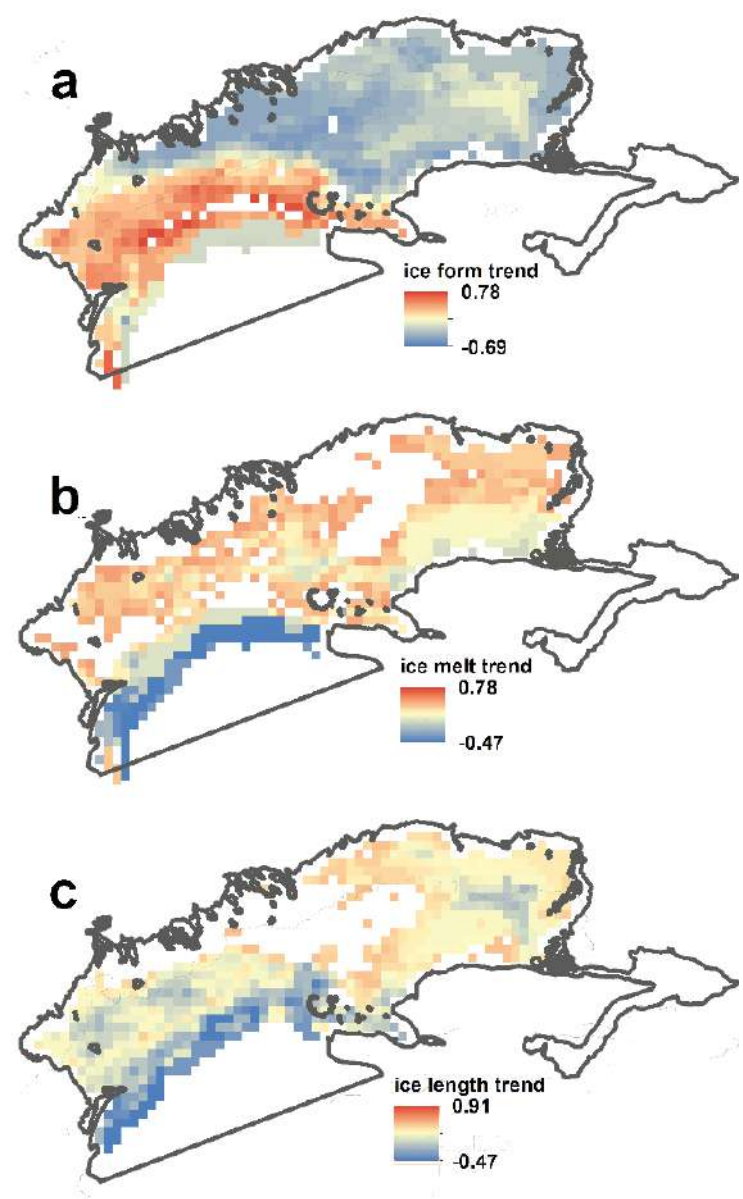 a
ice form trend
0.78
-0.69
b
ice melt trend
0.78
-0.47
c
ice length trend
0.91
-0.47